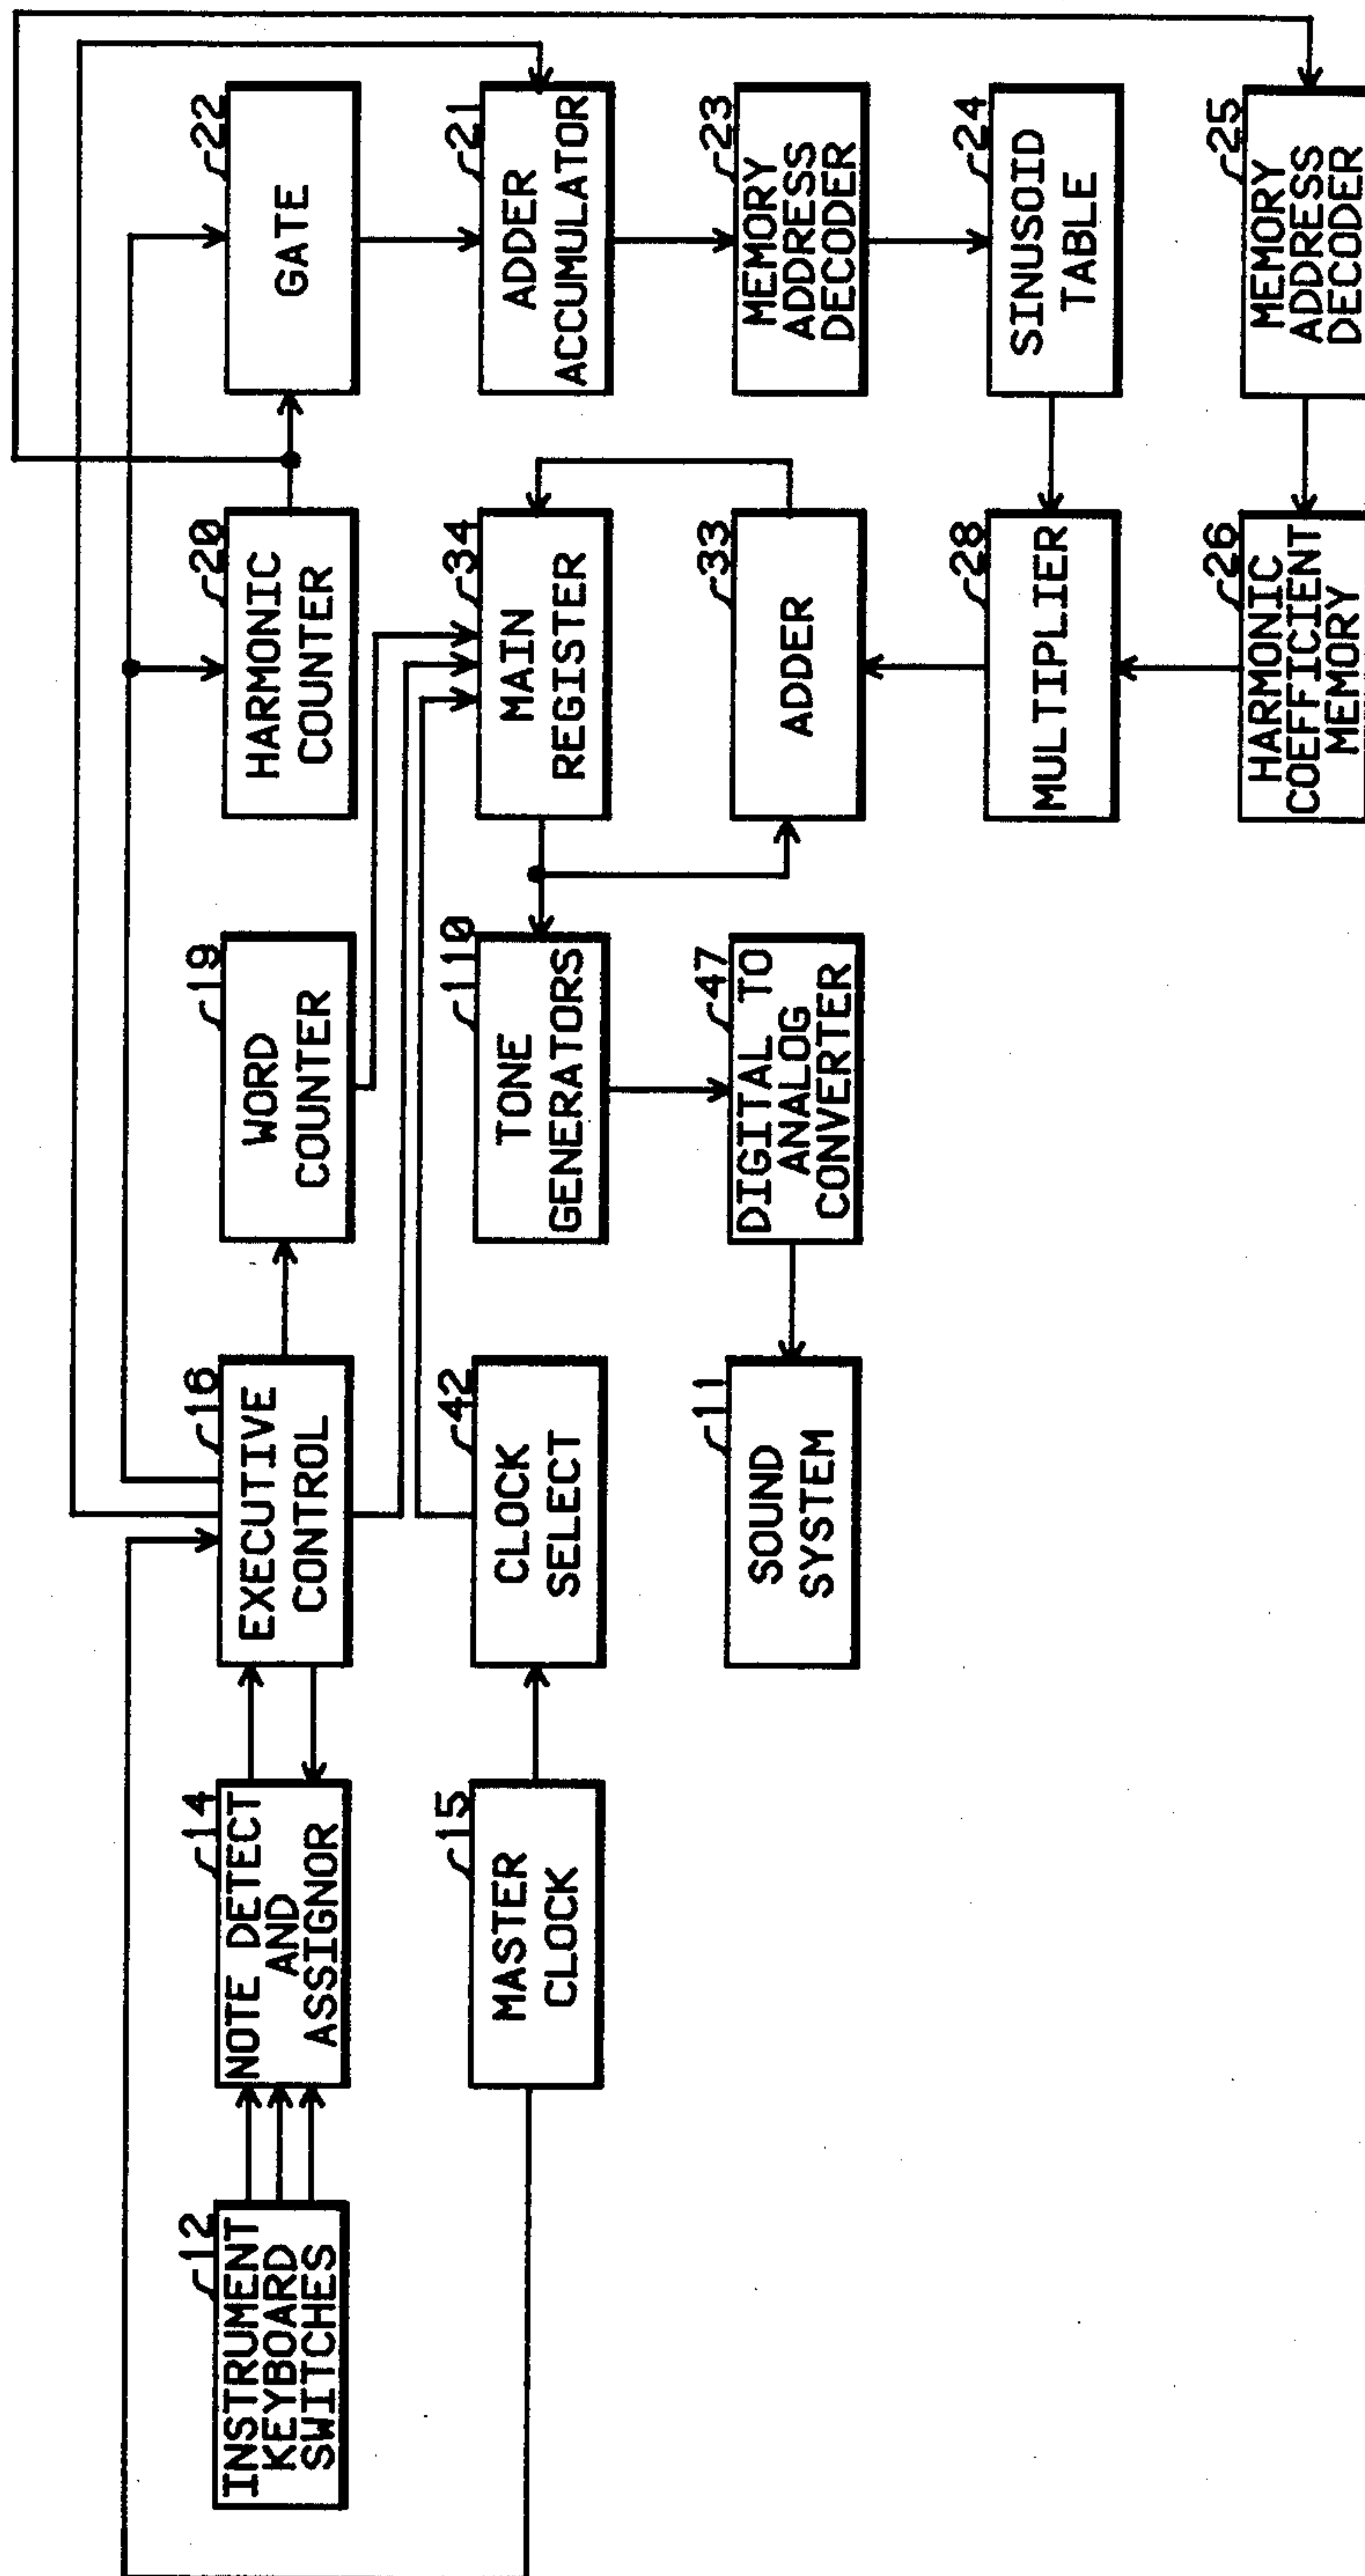 12
INSTRUMENT
KEYBOARD
SWITCHES
14
NOTE DETECT
AND
ASSIGNOR
16
EXECUTIVE
CONTROL
19
WORD
COUNTER
20
HARMONIC
COUNTER
22
GATE
15
MASTER
CLOCK
42
CLOCK
SELECT
110
TONE
GENERATORS
34
MAIN
REGISTER
21
ADDER
ACCUMULATOR
11
SOUND
SYSTEM
47
DIGITAL TO
ANALOG
CONVERTER
33
ADDER
23
MEMORY
ADDRESS
DECODER
28
MULTIPLIER
24
SINUSOID
TABLE
26
HARMONIC
COEFFICIENT
MEMORY
25
MEMORY
ADDRESS
DECODER